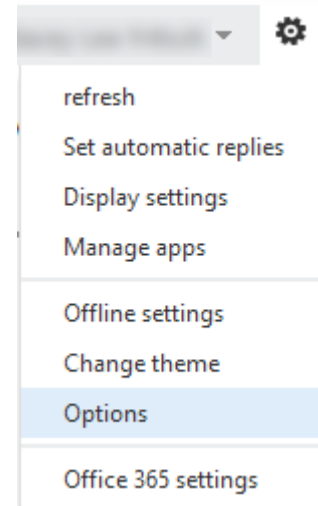 refresh
Set automatic replies
Display settings
Manage apps
Offline settings
Change theme
Options
Office 365 settings